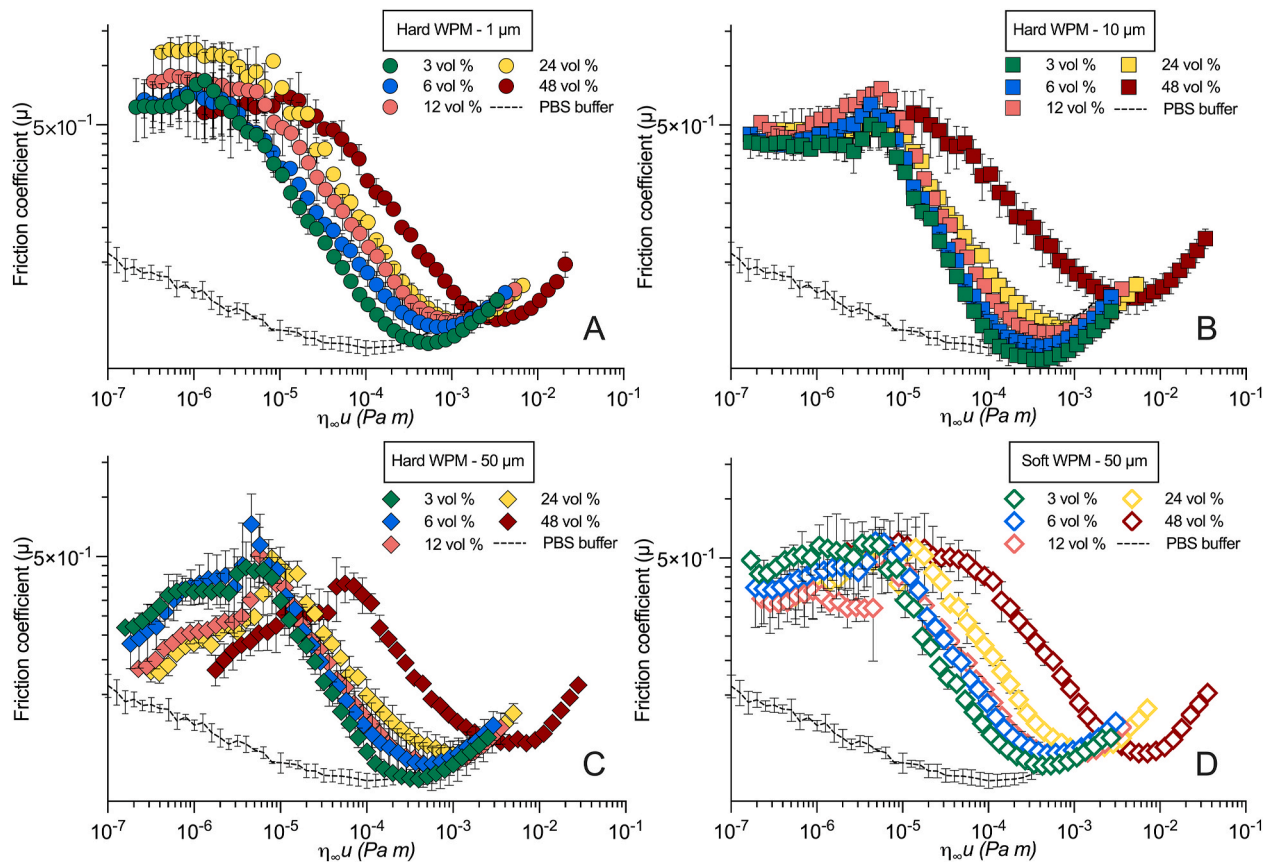 Hard WPM - 1 µm
3 vol % 24 vol %
6 vol % 48 vol %
12 vol % PBS buffer
5×10⁻¹
Friction coefficient (µ)
A
10⁻⁷ 10⁻⁶ 10⁻⁵ 10⁻⁴ 10⁻³ 10⁻² 10⁻¹
η∞u (Pa m)
Hard WPM - 10 µm
3 vol % 24 vol %
6 vol % 48 vol %
12 vol % PBS buffer
5×10⁻¹
Friction coefficient (µ)
B
10⁻⁷ 10⁻⁶ 10⁻⁵ 10⁻⁴ 10⁻³ 10⁻² 10⁻¹
η∞u (Pa m)
Hard WPM - 50 µm
3 vol % 24 vol %
6 vol % 48 vol %
12 vol % PBS buffer
5×10⁻¹
Friction coefficient (µ)
C
10⁻⁷ 10⁻⁶ 10⁻⁵ 10⁻⁴ 10⁻³ 10⁻² 10⁻¹
η∞u (Pa m)
Soft WPM - 50 µm
3 vol % 24 vol %
6 vol % 48 vol %
12 vol % PBS buffer
5×10⁻¹
Friction coefficient (µ)
D
10⁻⁷ 10⁻⁶ 10⁻⁵ 10⁻⁴ 10⁻³ 10⁻² 10⁻¹
η∞u (Pa m)